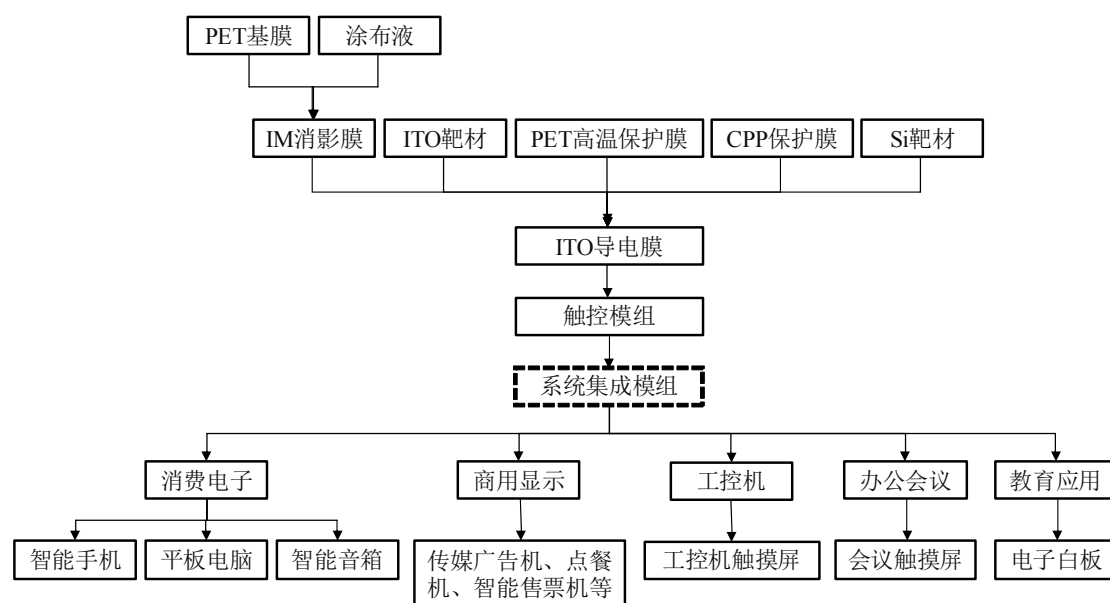 PET基膜
涂布液
IM消影膜
ITO靶材
PET高温保护膜
CPP保护膜
Si靶材
ITO导电膜
触控模组
系统集成模组
消费电子
商用显示
工控机
办公会议
教育应用
智能手机
平板电脑
智能音箱
传媒广告机、点餐
机、智能售票机等
工控机触摸屏
会议触摸屏
电子白板